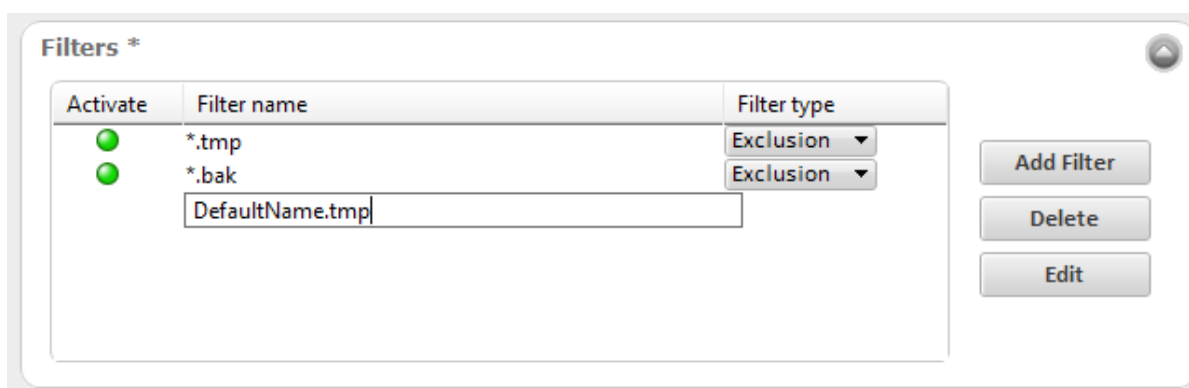 Filters *
Activate Filter name Filter type
*.tmp Exclusion
*.bak Exclusion
DefaultName.tmp
Add Filter
Delete
Edit